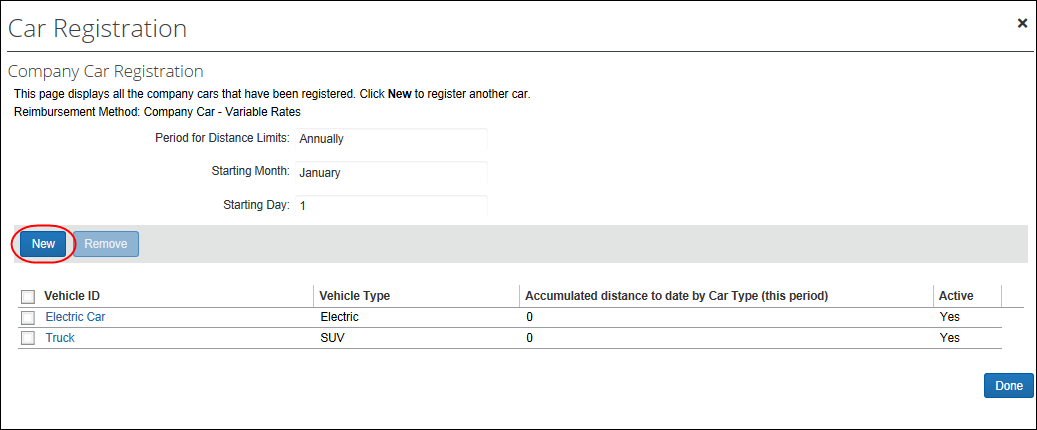 Car Registration
×
Company Car Registration
This page displays all the company cars that have been registered. Click New to register another car.
Reimbursement Method: Company Car - Variable Rates
Period for Distance Limits: Annually
Starting Month: January
Starting Day: 1
New Remove
Vehicle ID Vehicle Type Accumulated distance to date by Car Type (this period) Active
Electric Car Electric 0 Yes
Truck SUV 0 Yes
Done